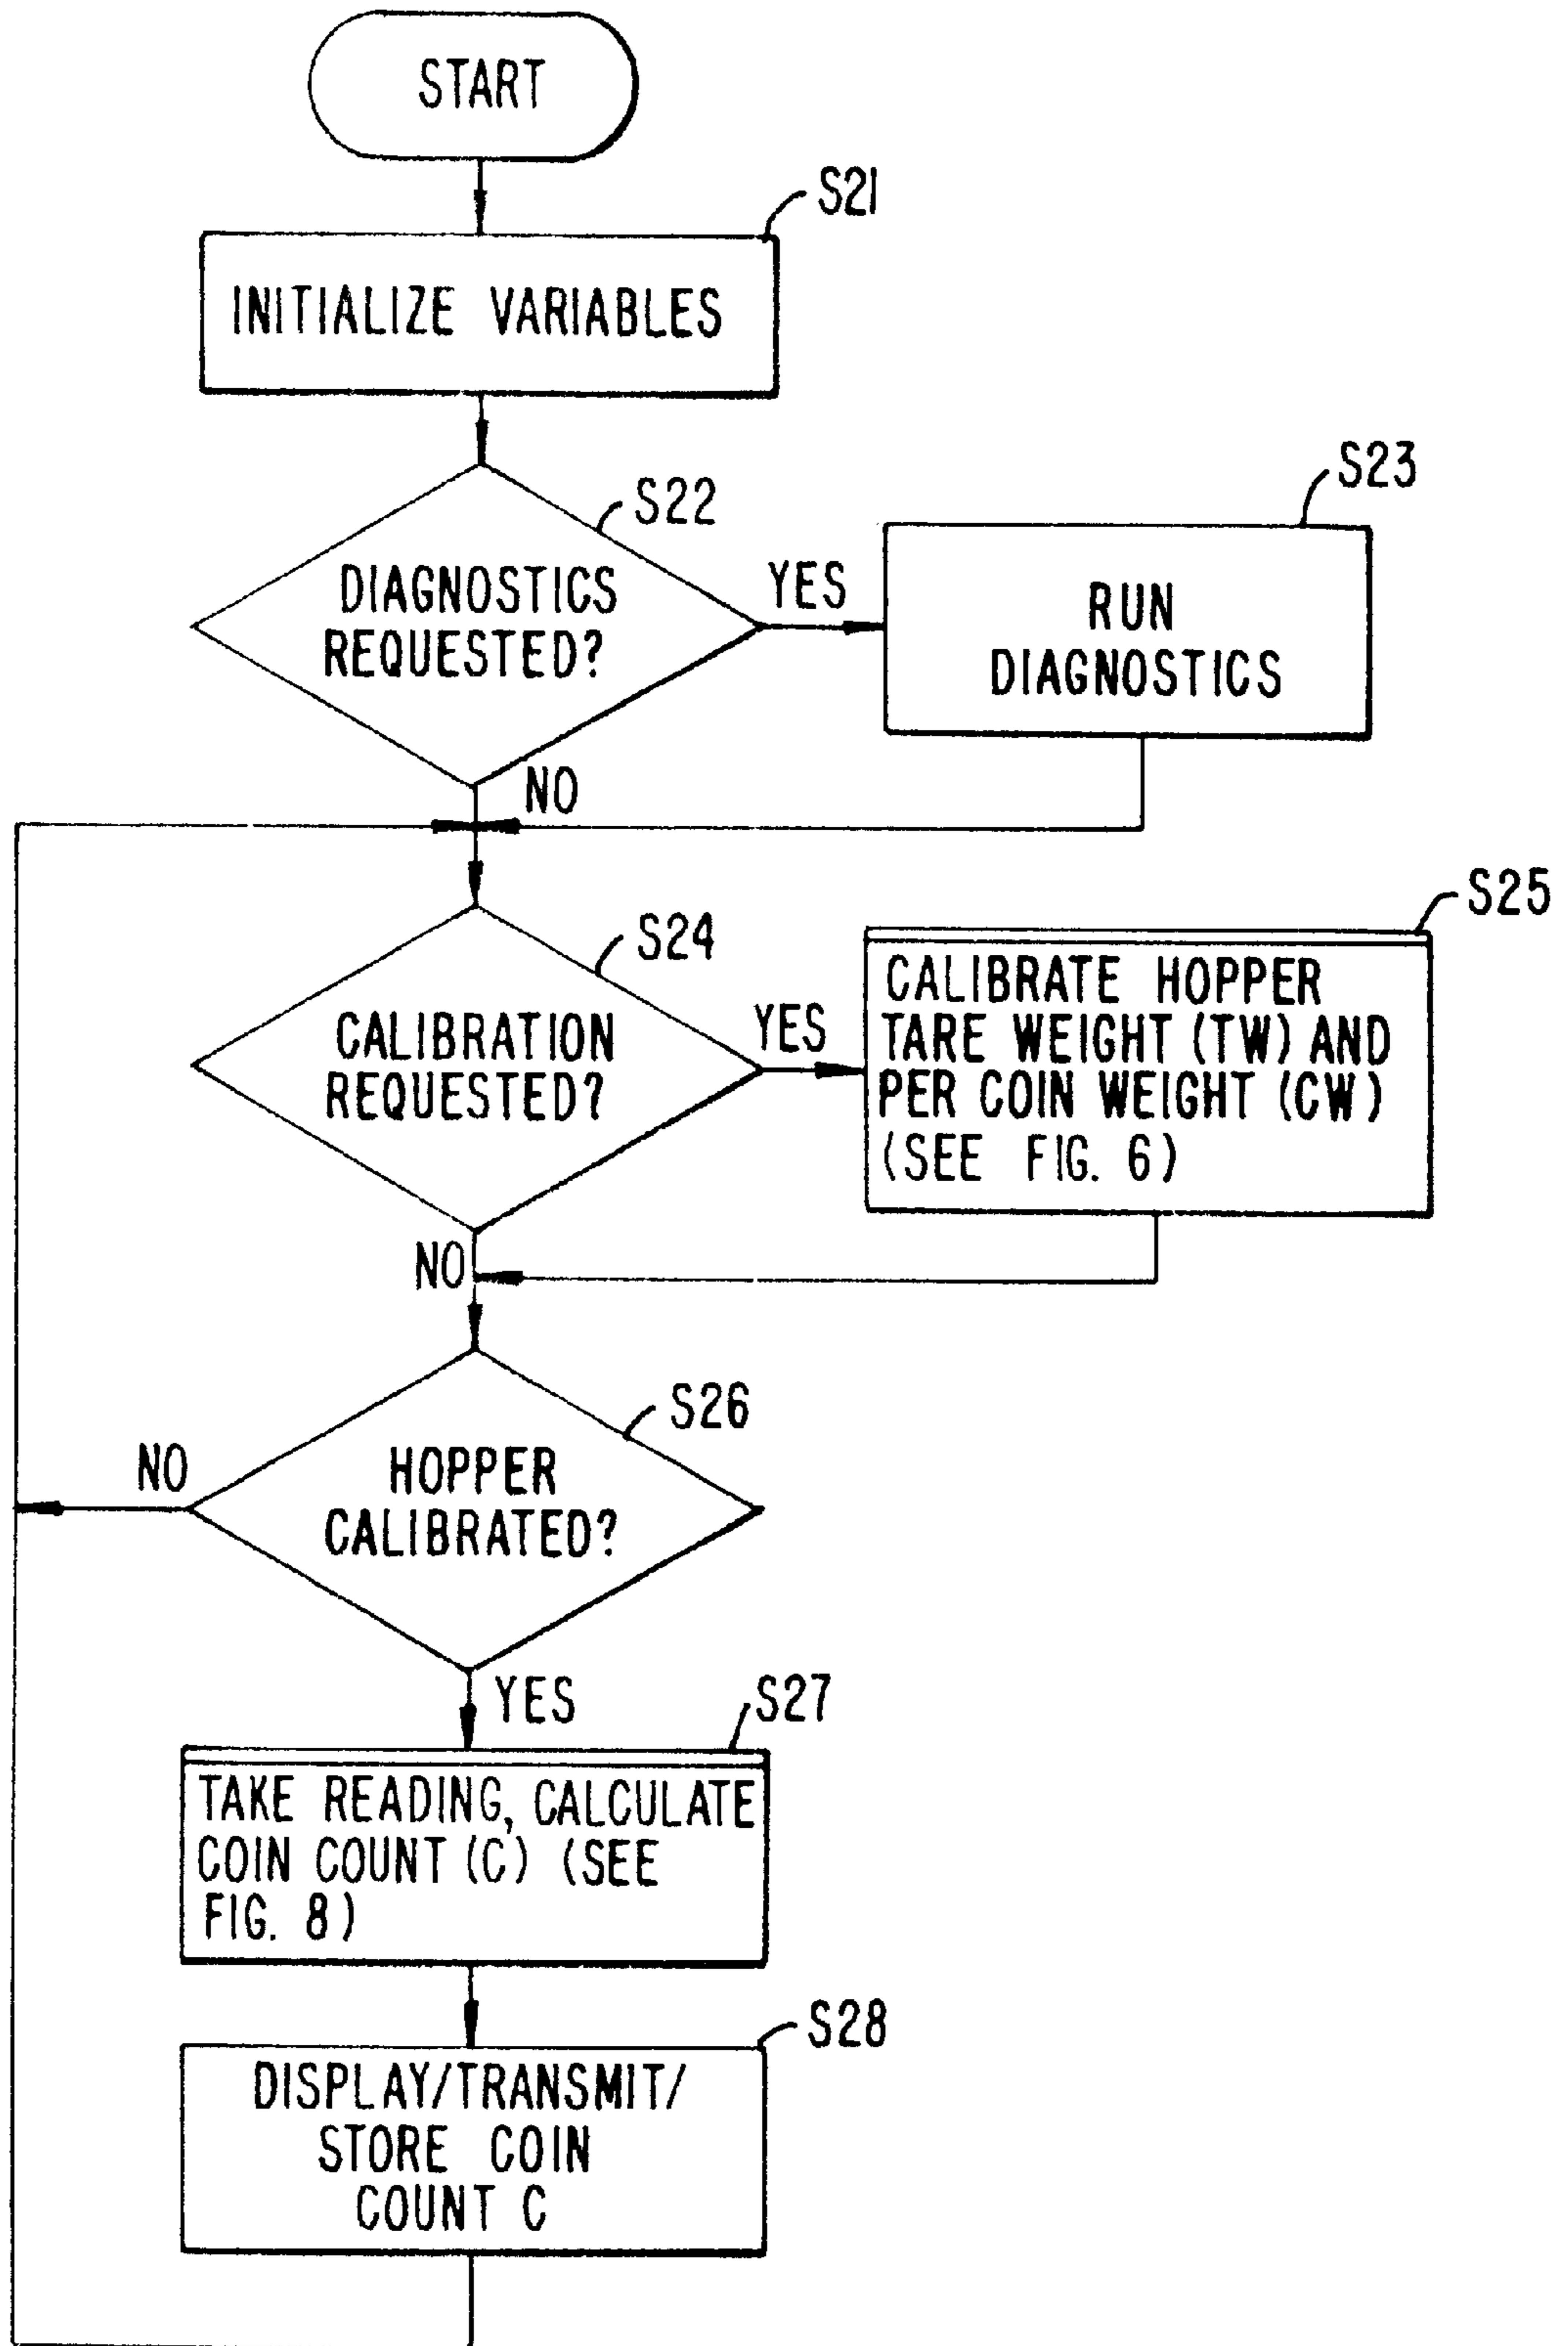 START
S21
INITIALIZE VARIABLES
S22
DIAGNOSTICS
REQUESTED?
YES
S23
RUN
DIAGNOSTICS
NO
S24
CALIBRATION
REQUESTED?
YES
S25
CALIBRATE HOPPER
TARE WEIGHT (TW) AND
PER COIN WEIGHT (CW)
(SEE FIG. 6)
NO
S26
HOPPER
CALIBRATED?
NO
YES
S27
TAKE READING, CALCULATE
COIN COUNT (C) (SEE
FIG. 8)
S28
DISPLAY/TRANSMIT/
STORE COIN
COUNT C